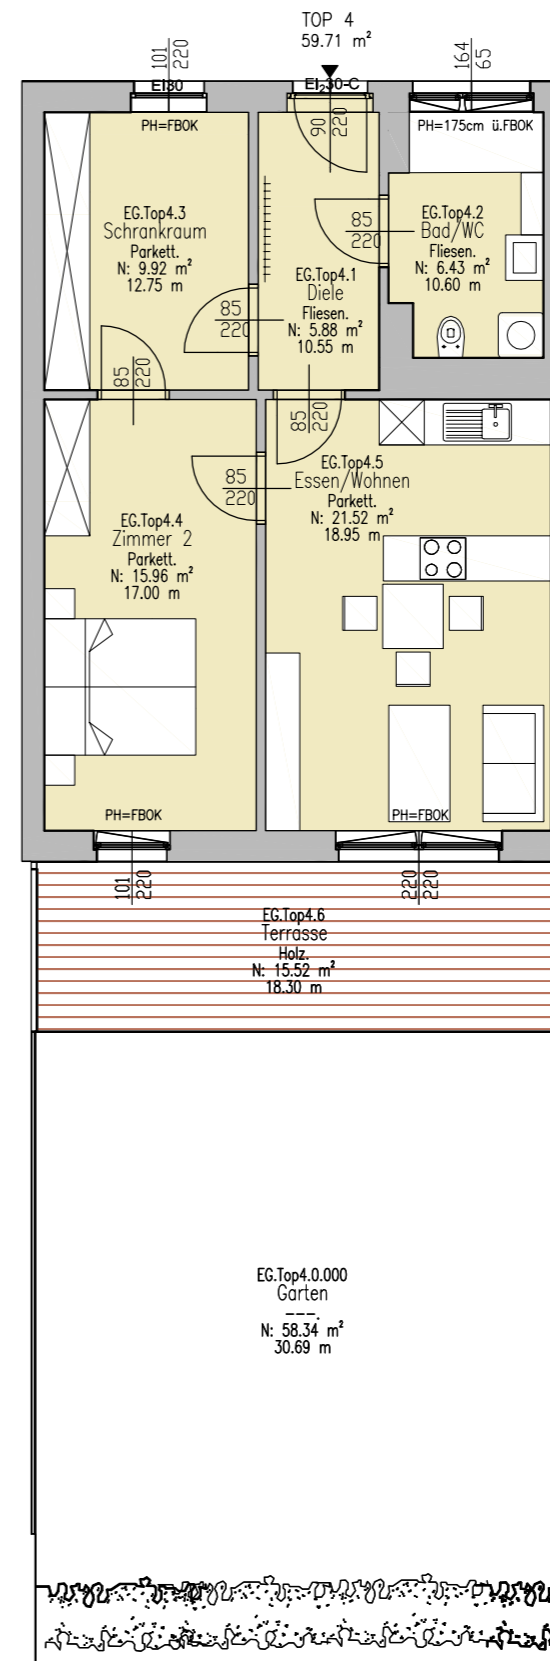 TOP 4
59.71 m²
101
220
164
65
EI30
EI₂30-C
PH=FBOK
90
220
PH=175cm ü.FBOK
EG.Top4.3
Schrankraum
Parkett.
N: 9.92 m²
12.75 m
85
220
EG.Top4.2
Bad/WC
Fliesen.
N: 6.43 m²
10.60 m
EG.Top4.1
Diele
Fliesen.
N: 5.88 m²
10.55 m
85
220
85
220
85
220
EG.Top4.5
Essen/Wohnen
Parkett.
N: 21.52 m²
18.95 m
85
220
EG.Top4.4
Zimmer 2
Parkett.
N: 15.96 m²
17.00 m
PH=FBOK
PH=FBOK
101
220
220
220
EG.Top4.6
Terrasse
Holz.
N: 15.52 m²
18.30 m
EG.Top4.0.000
Garten
---.
N: 58.34 m²
30.69 m